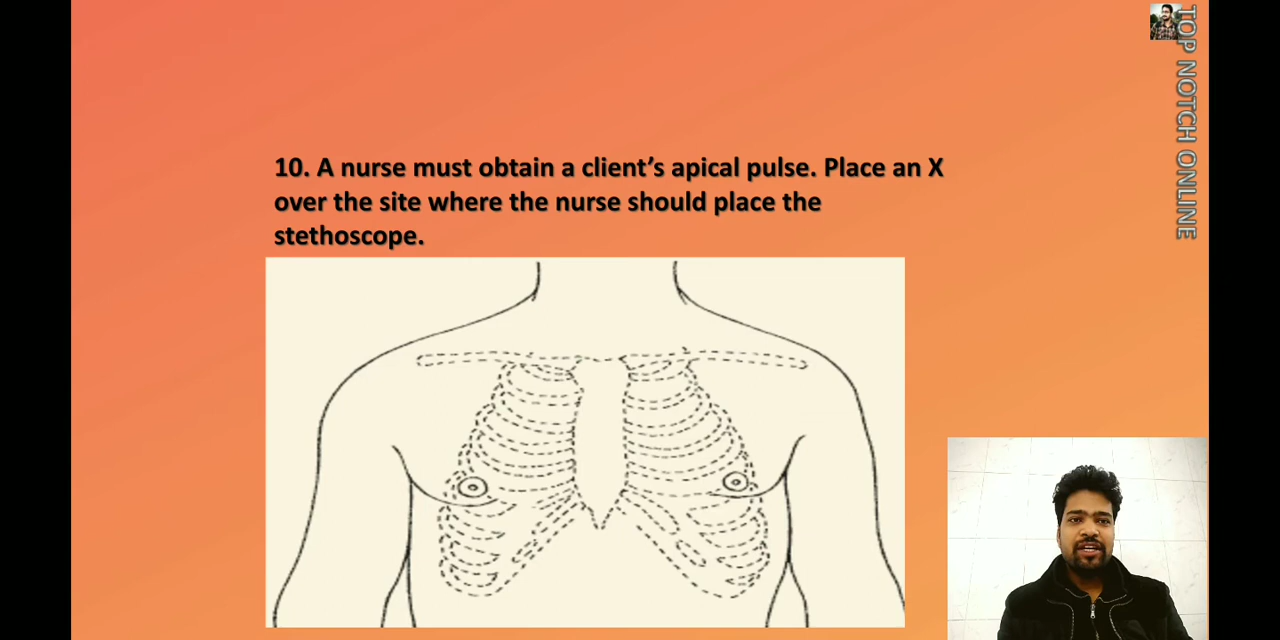 10. A nurse must obtain a client’s apical pulse. Place an X
over the site where the nurse should place the
stethoscope.
TOP NOTCH ONLINE